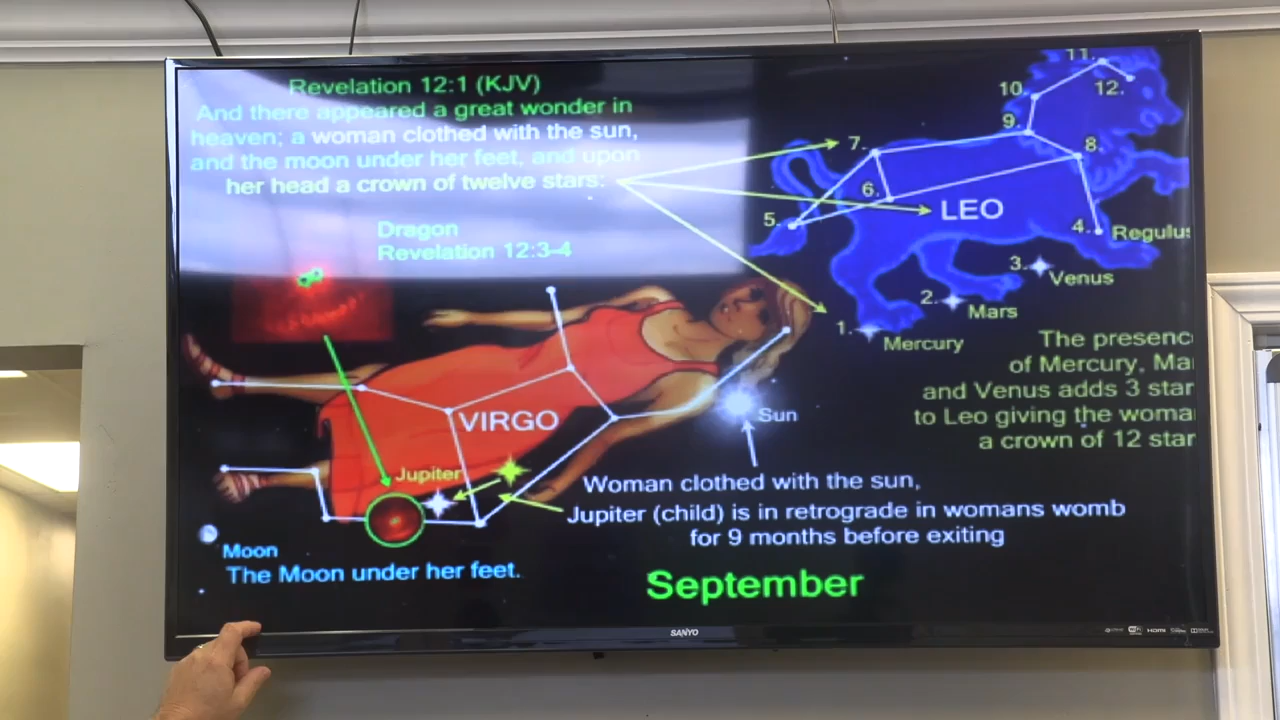 Revelation 12:1 (KJV)
And there appeared a great wonder in
heaven; a woman clothed with the sun,
and the moon under her feet, and upon
her head a crown of twelve stars:
Dragon
Revelation 12:3-4
11.
10.
12.
9.
7.
8.
6.
LEO
5.
4.
Regulus
3.
Venus
2.
Mars
1.
Mercury
The presenc
of Mercury, Ma
and Venus adds 3 star
to Leo giving the woma
a crown of 12 star
VIRGO
Sun
Jupiter
Woman clothed with the sun,
Jupiter (child) is in retrograde in womans womb
for 9 months before exiting
Moon
The Moon under her feet.
September
SANYO
HDMI